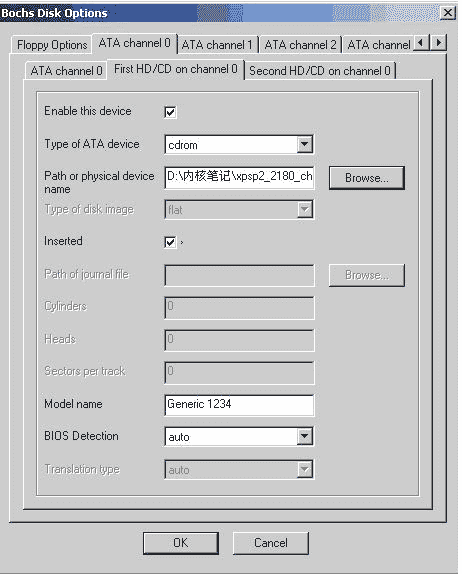 Bochs Disk Options
Floppy Options ATA channel 0 ATA channel 1 ATA channel 2 ATA channel
ATA channel 0 First HD/CD on channel 0 Second HD/CD on channel 0
Enable this device
Type of ATA device cdrom
Path or physical device name D:\内核笔记\xpsp2_2180_ch Browse...
Type of disk image flat
Inserted
Path of journal file Browse...
Cylinders 0
Heads 0
Sectors per track 0
Model name Generic 1234
BIOS Detection auto
Translation type auto
OK Cancel